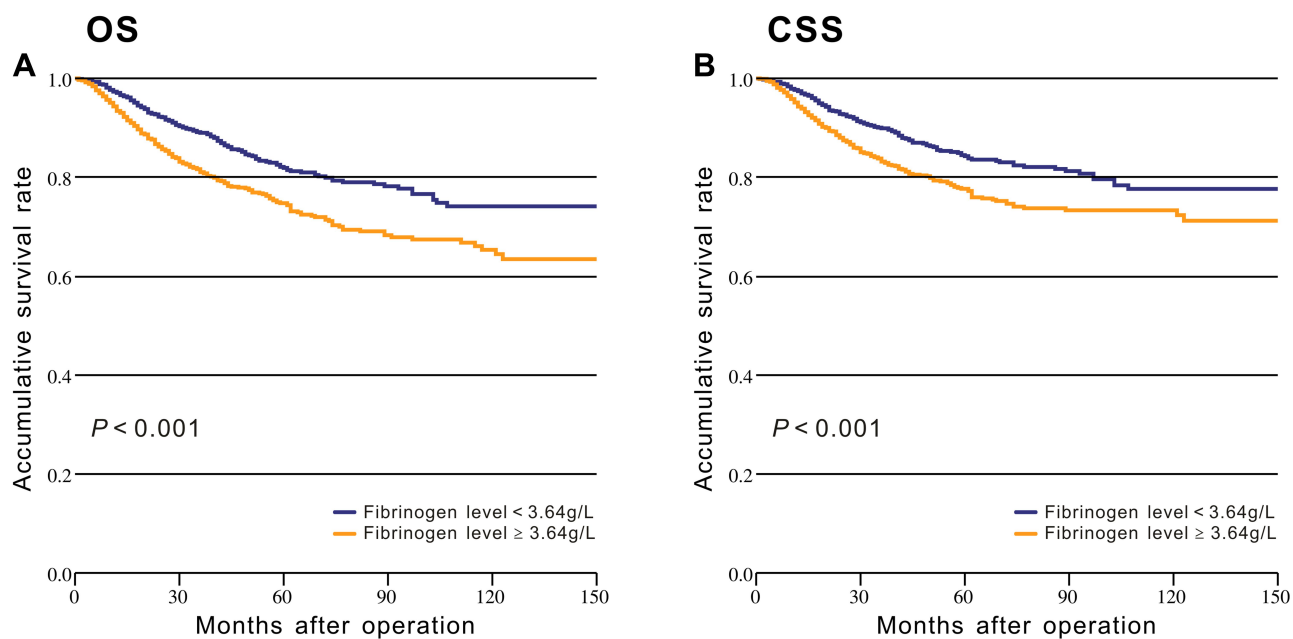 OS
A
Accumulative survival rate
1.0
0.8
0.6
0.4
0.2
0.0
P < 0.001
Fibrinogen level < 3.64g/L
Fibrinogen level ≥ 3.64g/L
0 30 60 90 120 150
Months after operation
CSS
B
Accumulative survival rate
1.0
0.8
0.6
0.4
0.2
0.0
P < 0.001
Fibrinogen level < 3.64g/L
Fibrinogen level ≥ 3.64g/L
0 30 60 90 120 150
Months after operation